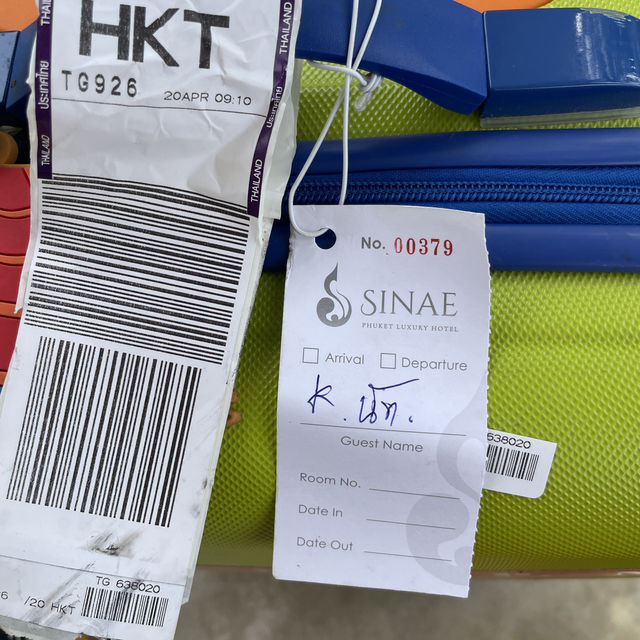 HKT
TG926
20APR 09:10
ประเทศไทย
THAILAND
THAILAND
ประเทศไทย
THAILAND
THAILAND
TG 638020
/20 HKT
No. 00379
SINAE
PHUKET LUXURY HOTEL
Arrival Departure
K.
Guest Name
Room No.
Date In
Date Out
638020